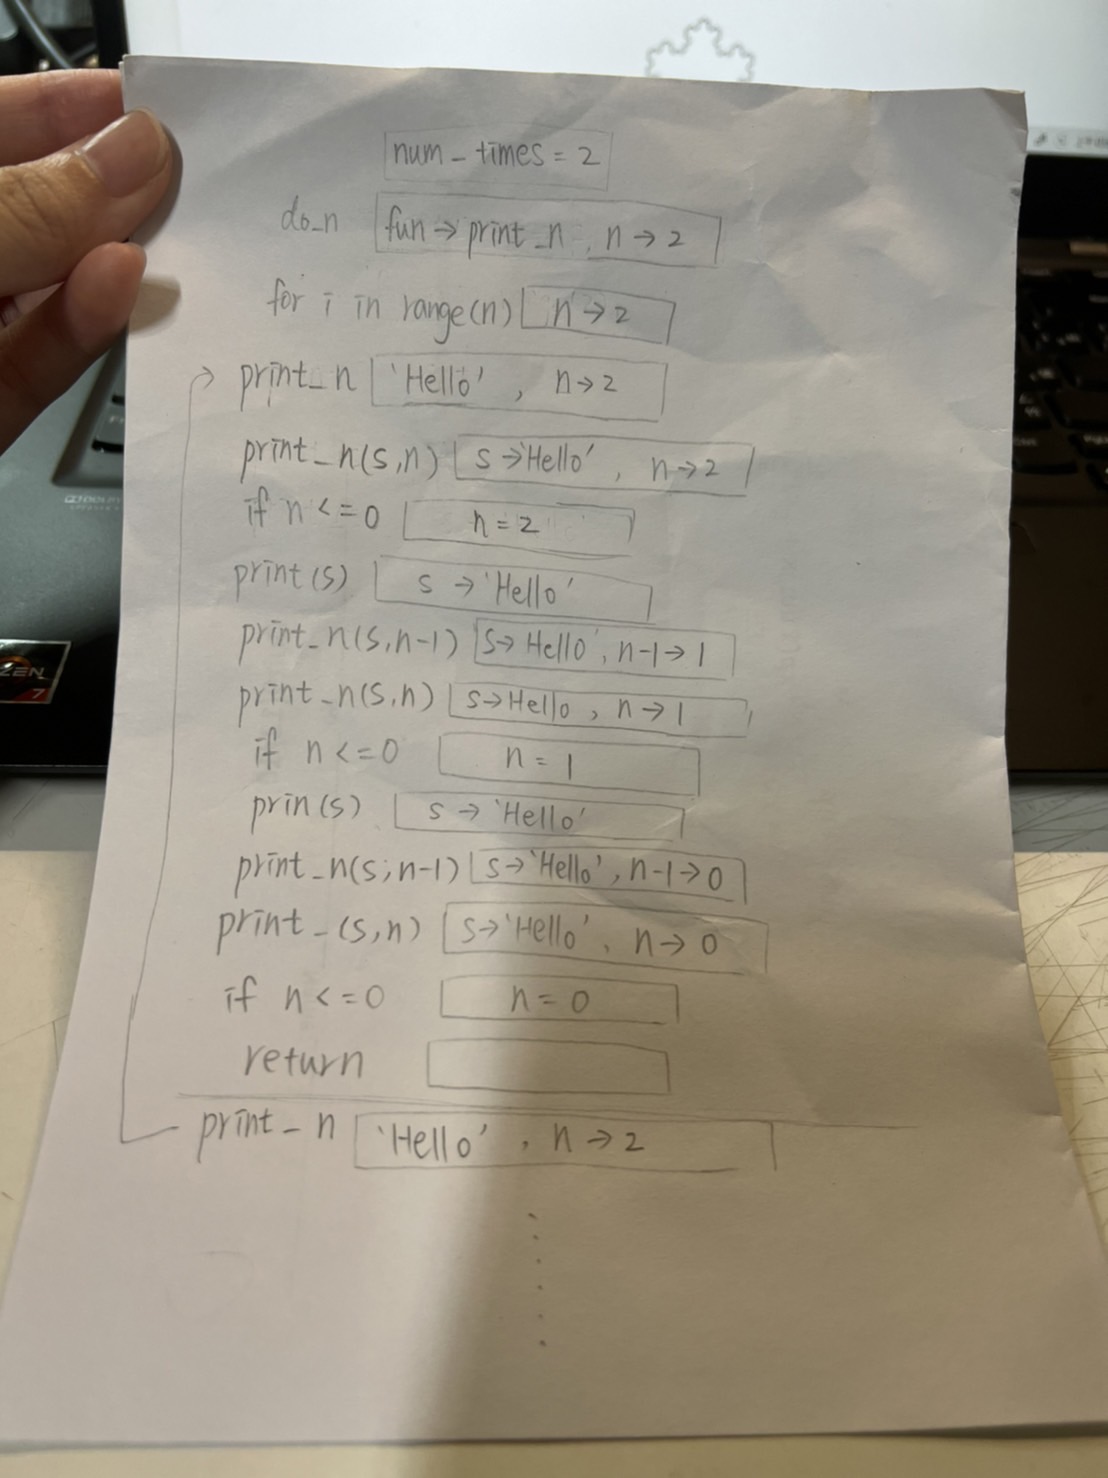 num_times = 2
do_n fun → print_n, n → 2
for i in range(n) n → 2
print_n 'Hello', n → 2
print_n(s,n) s → 'Hello', n → 2
if n <= 0 n = 2
print(s) s → 'Hello'
print_n(s,n-1) s → Hello', n-1 → 1
print_n(s,n) s → Hello, n → 1
if n <= 0 n = 1
prin(s) s → 'Hello'
print_n(s,n-1) s → 'Hello', n-1 → 0
print_(s,n) s → 'Hello', n → 0
if n <= 0 n = 0
return
print_n 'Hello', n → 2
ZEN
7